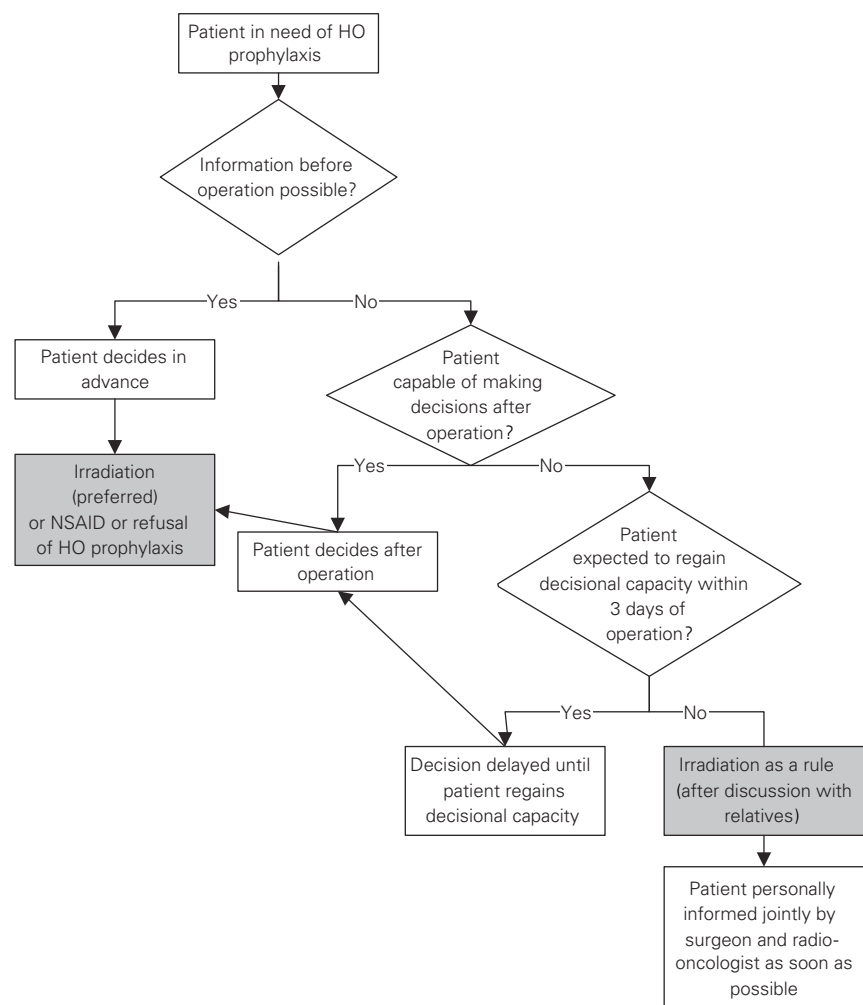 Patient in need of HO
prophylaxis
Information before
operation possible?
Yes
No
Patient decides in
advance
Patient
capable of making
decisions after
operation?
Irradiation
(preferred)
or NSAID or refusal
of HO prophylaxis
Yes
No
Patient decides after
operation
Patient
expected to regain
decisional capacity within
3 days of
operation?
Yes
No
Decision delayed until
patient regains
decisional capacity
Irradiation as a rule
(after discussion with
relatives)
Patient personally
informed jointly by
surgeon and radio-
oncologist as soon as
possible